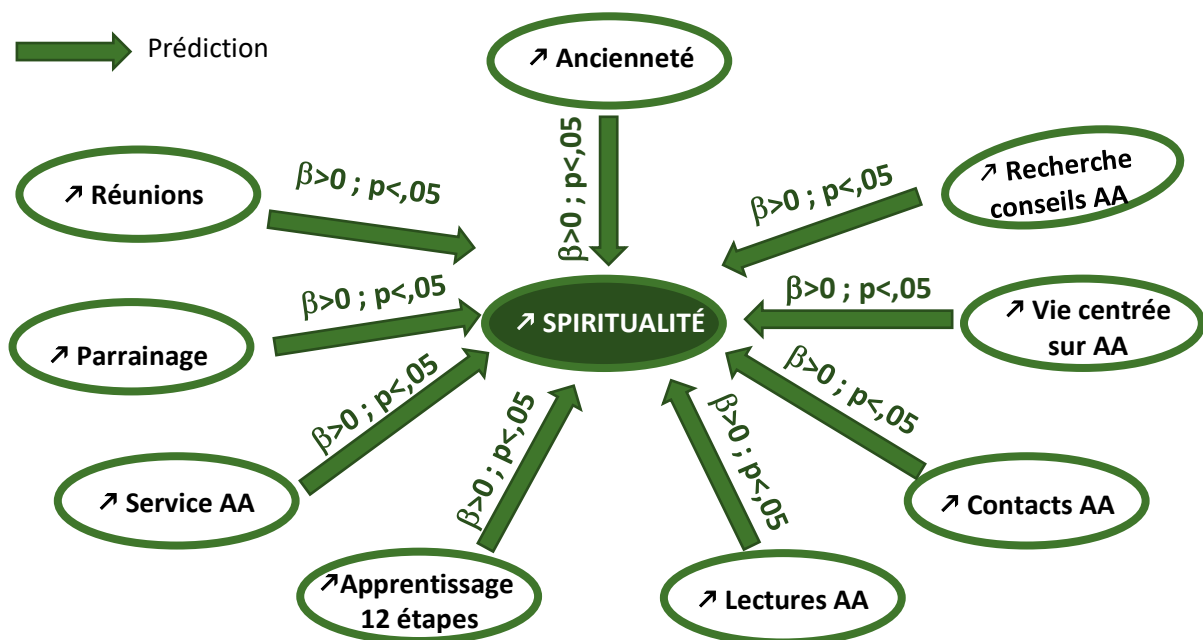 Prédiction
↗ Ancienneté
β>0 ; p<,05
↗ Réunions
β>0 ; p<,05
↗ Recherche
conseils AA
β>0 ; p<,05
↗ Parrainage
β>0 ; p<,05
↗ SPIRITUALITÉ
↗ Vie centrée
sur AA
β>0 ; p<,05
↗ Service AA
β>0 ; p<,05
↗ Contacts AA
β>0 ; p<,05
↗Apprentissage
12 étapes
β>0 ; p<,05
↗ Lectures AA
β>0 ; p<,05